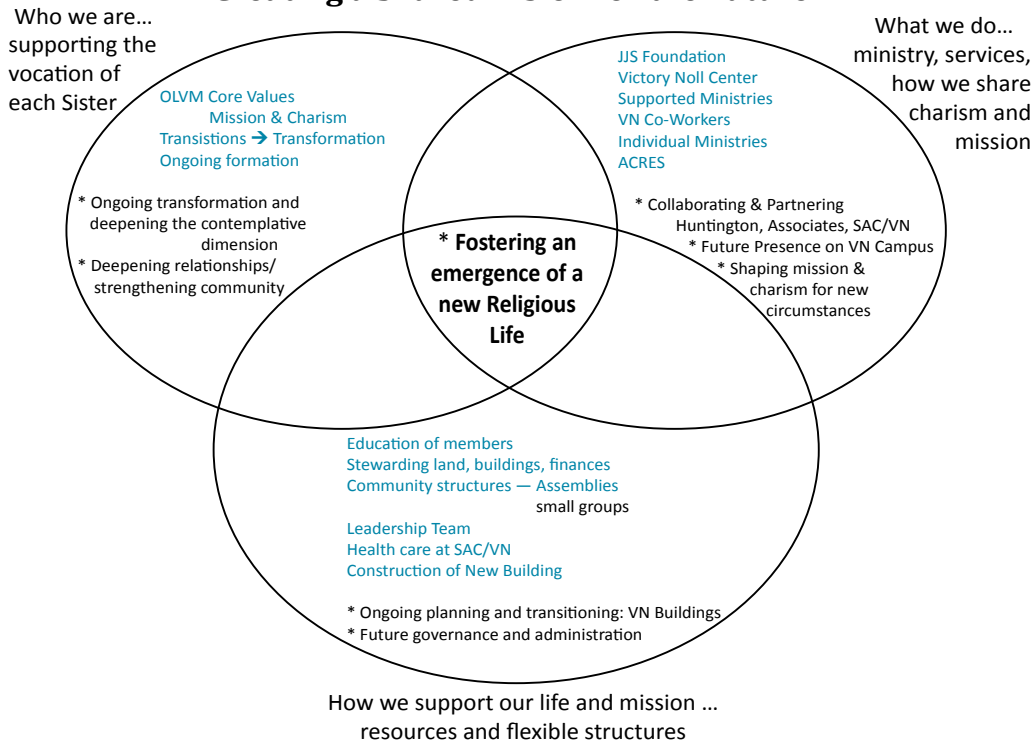 Who we are…
supporting the
vocation of
each Sister
OLVM Core Values
Mission & Charism
Transistions ➔ Transformation
Ongoing formation
* Ongoing transformation and
deepening the contemplative
dimension
* Deepening relationships/
strengthening community
What we do…
ministry, services,
how we share
charism and
mission
JJS Foundation
Victory Noll Center
Supported Ministries
VN Co-Workers
Individual Ministries
ACRES
* Collaborating & Partnering
Huntington, Associates, SAC/VN
* Future Presence on VN Campus
* Shaping mission &
charism for new
circumstances
* Fostering an
emergence of a
new Religious
Life
Education of members
Stewarding land, buildings, finances
Community structures — Assemblies
small groups
Leadership Team
Health care at SAC/VN
Construction of New Building
* Ongoing planning and transitioning: VN Buildings
* Future governance and administration
How we support our life and mission …
resources and flexible structures